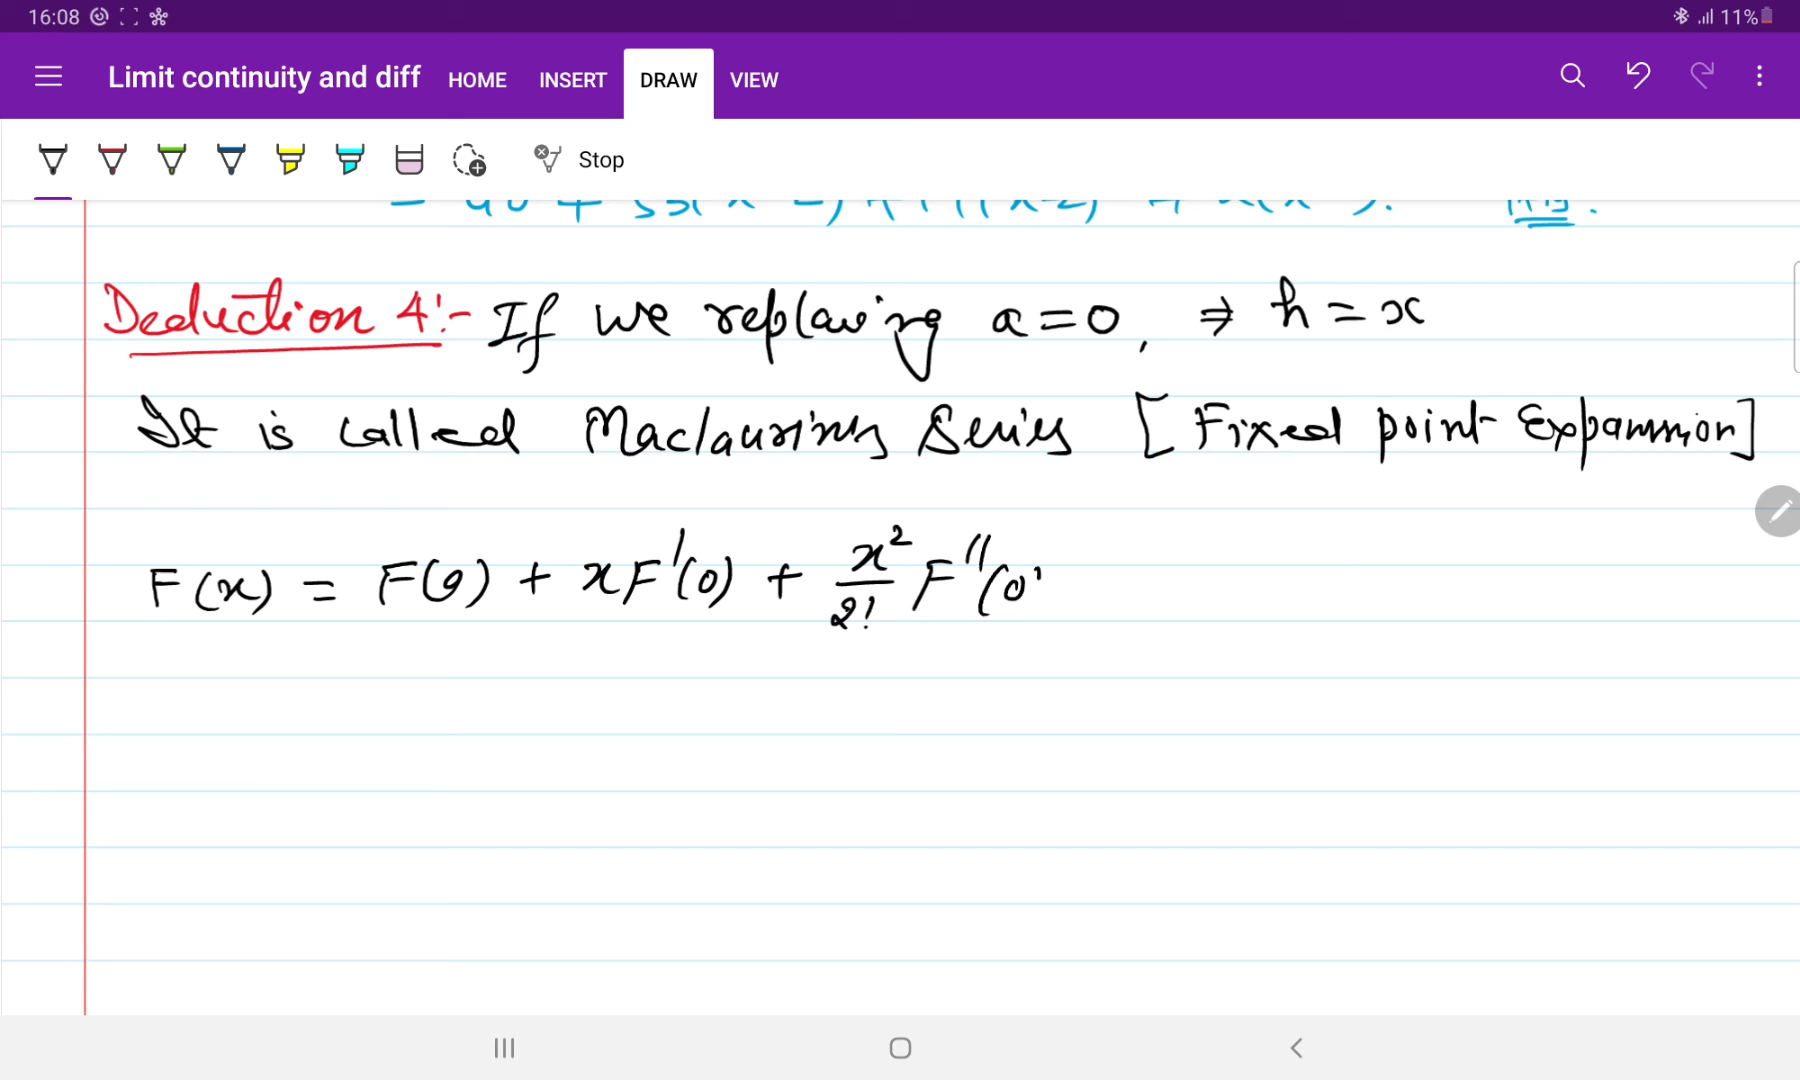 16:08 11%
Limit continuity and diff HOME INSERT DRAW VIEW
Stop
Deduction 4:- If we replacing a=0, ⇒ h=x
It is called Maclaurin's Series [Fixed point Expansion]
F(x) = F(0) + xF'(0) + x²/2! F''(0